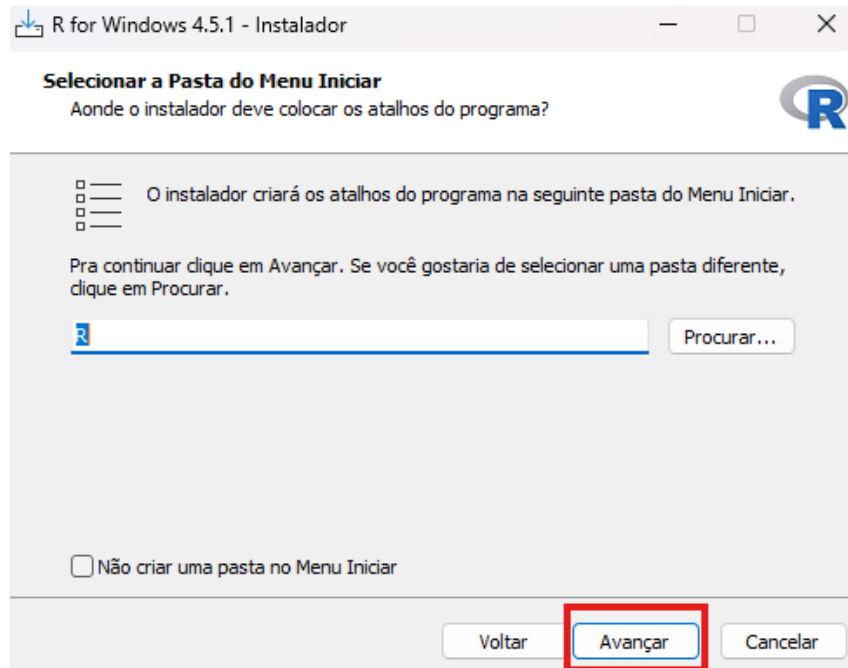 R for Windows 4.5.1 - Instalador
Selecionar a Pasta do Menu Iniciar
Aonde o instalador deve colocar os atalhos do programa?
R
O instalador criará os atalhos do programa na seguinte pasta do Menu Iniciar.
Pra continuar clique em Avançar. Se você gostaria de selecionar uma pasta diferente,
clique em Procurar.
R
Procurar...
Não criar uma pasta no Menu Iniciar
Voltar
Avançar
Cancelar